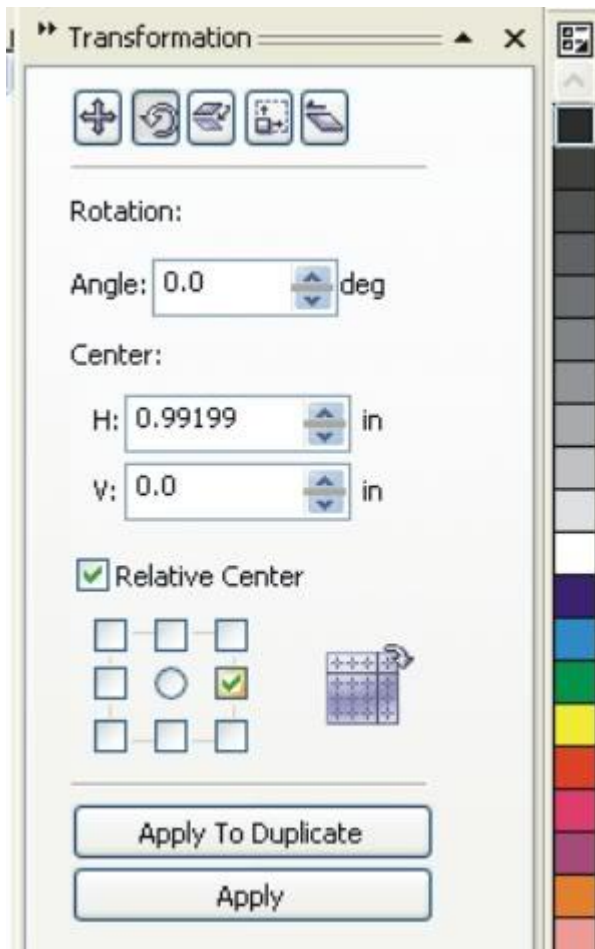 Transformation
Rotation:
Angle: 0.0 deg
Center:
H: 0.99199 in
V: 0.0 in
Relative Center
Apply To Duplicate
Apply